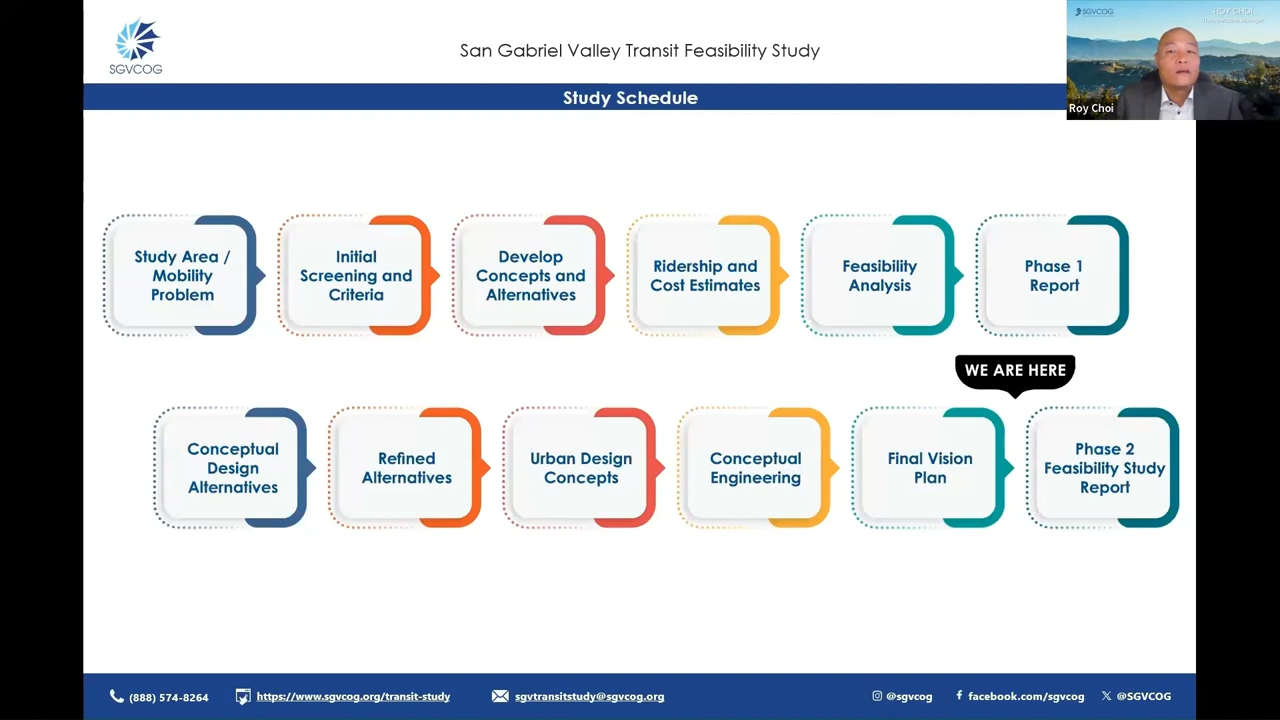 SGVCOG
San Gabriel Valley Transit Feasibility Study
SGVCOG
ROY CHOI
Roy Choi
Study Schedule
Study Area /
Mobility
Problem
Initial
Screening and
Criteria
Develop
Concepts and
Alternatives
Ridership and
Cost Estimates
Feasibility
Analysis
Phase 1
Report
WE ARE HERE
Conceptual
Design
Alternatives
Refined
Alternatives
Urban Design
Concepts
Conceptual
Engineering
Final Vision
Plan
Phase 2
Feasibility Study
Report
(888) 574-8264
https://www.sgvcog.org/transit-study
sgvtransitstudy@sgvcog.org
@sgvcog
facebook.com/sgvcog
@SGVCOG